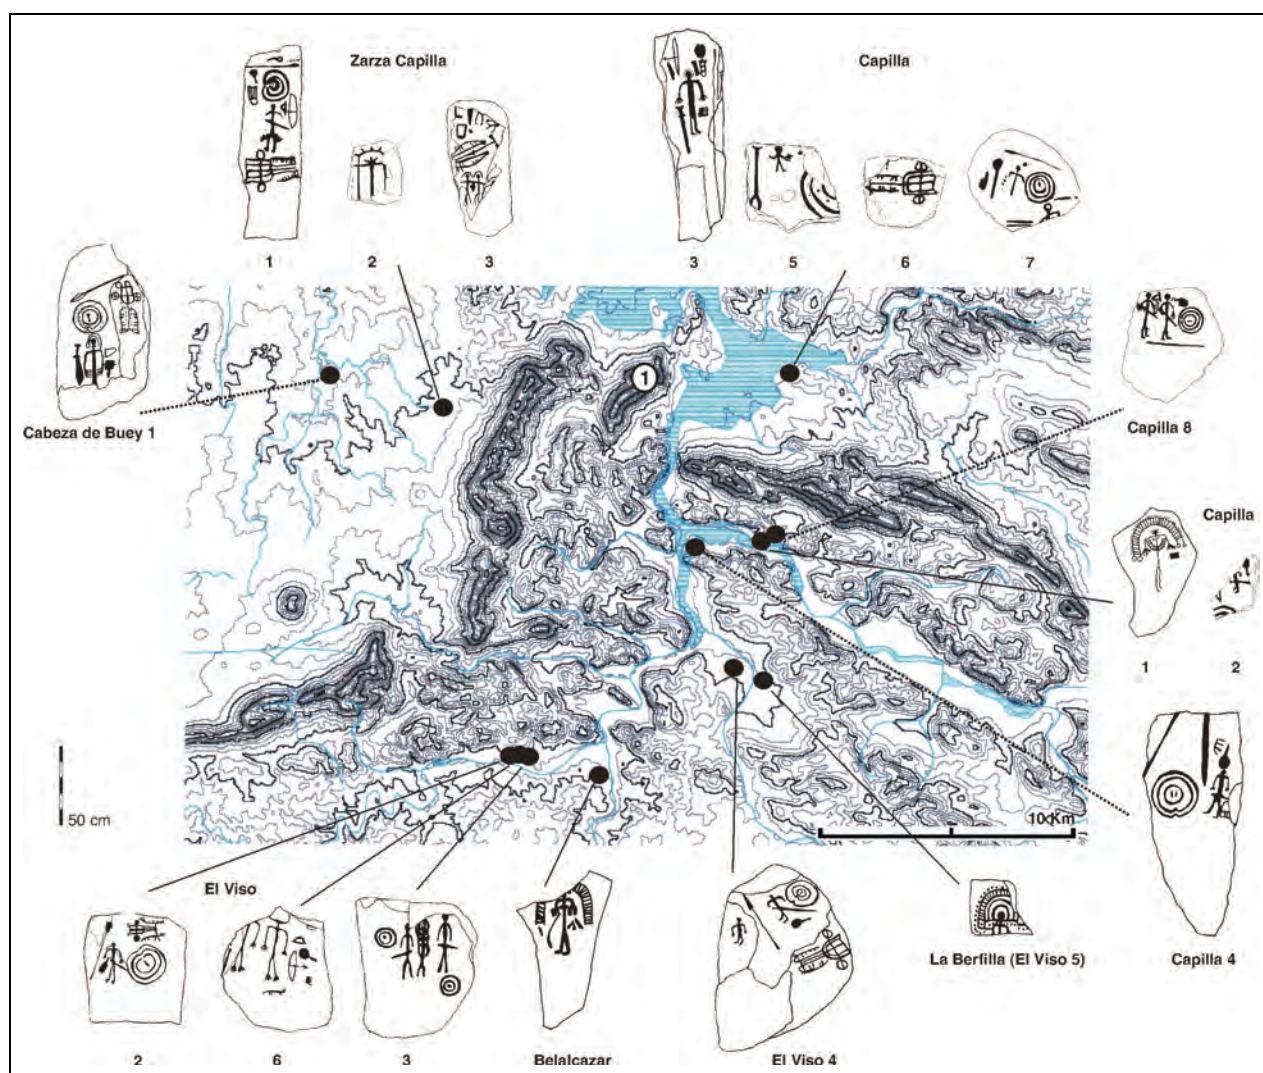 Zarza Capilla
Capilla
1
2
3
3
5
6
7
Cabeza de Buey 1
1
Capilla 8
Capilla
1
2
50 cm
10 Km
El Viso
2
6
3
Belalcazar
El Viso 4
La Berfilla (El Viso 5)
Capilla 4